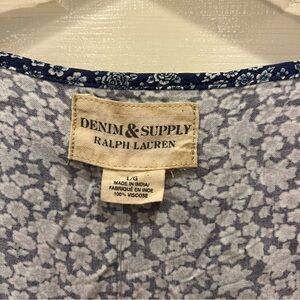 DENIM & SUPPLY
RALPH LAUREN
L/G
MADE IN INDIA/
FABRIQUÉ EN INDE
100% VISCOSE